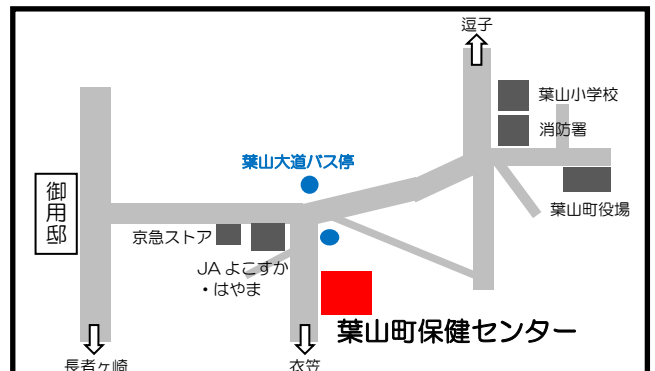 逗子
葉山小学校
消防署
葉山大道バス停
御用邸
葉山町役場
京急ストア
JAよこすか
・はやま
葉山町保健センター
長者ヶ崎
衣笠